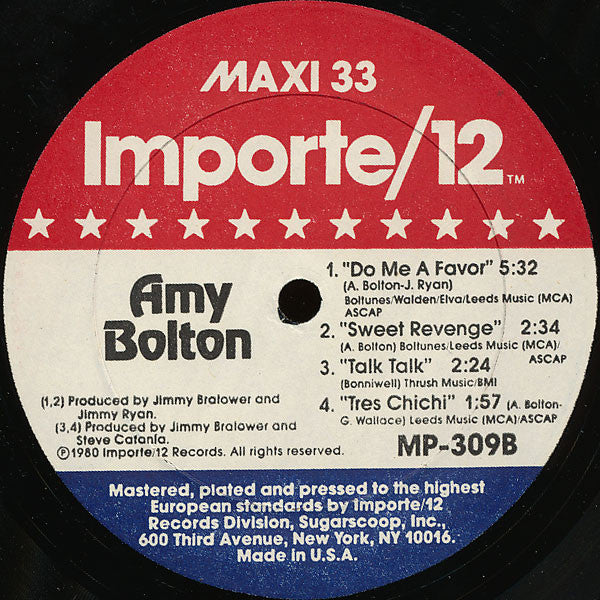 MAXI 33
Importe/12™
Amy
Bolton
1. "Do Me A Favor" 5:32
(A. Bolton-J. Ryan)
Boltunes/Walden/Elva/Leeds Music (MCA)
ASCAP
2. "Sweet Revenge" 2:34
(A. Bolton) Boltunes/Leeds Music (MCA)/
ASCAP
3. "Talk Talk" 2:24
(Bonniwell) Thrush Music/BMI
4. "Tres Chichi" 1:57 (A. Bolton-
G. Wallace) Leeds Music (MCA)/ASCAP
MP-309B
(1,2) Produced by Jimmy Bralower and
Jimmy Ryan.
(3,4) Produced by Jimmy Bralower and
Steve Catania.
Ⓟ1980 Importe/12 Records. All rights reserved.
Mastered, plated and pressed to the highest
European standards by Importe/12
Records Division, Sugarscoop, Inc.,
600 Third Avenue, New York, NY 10016.
Made in U.S.A.